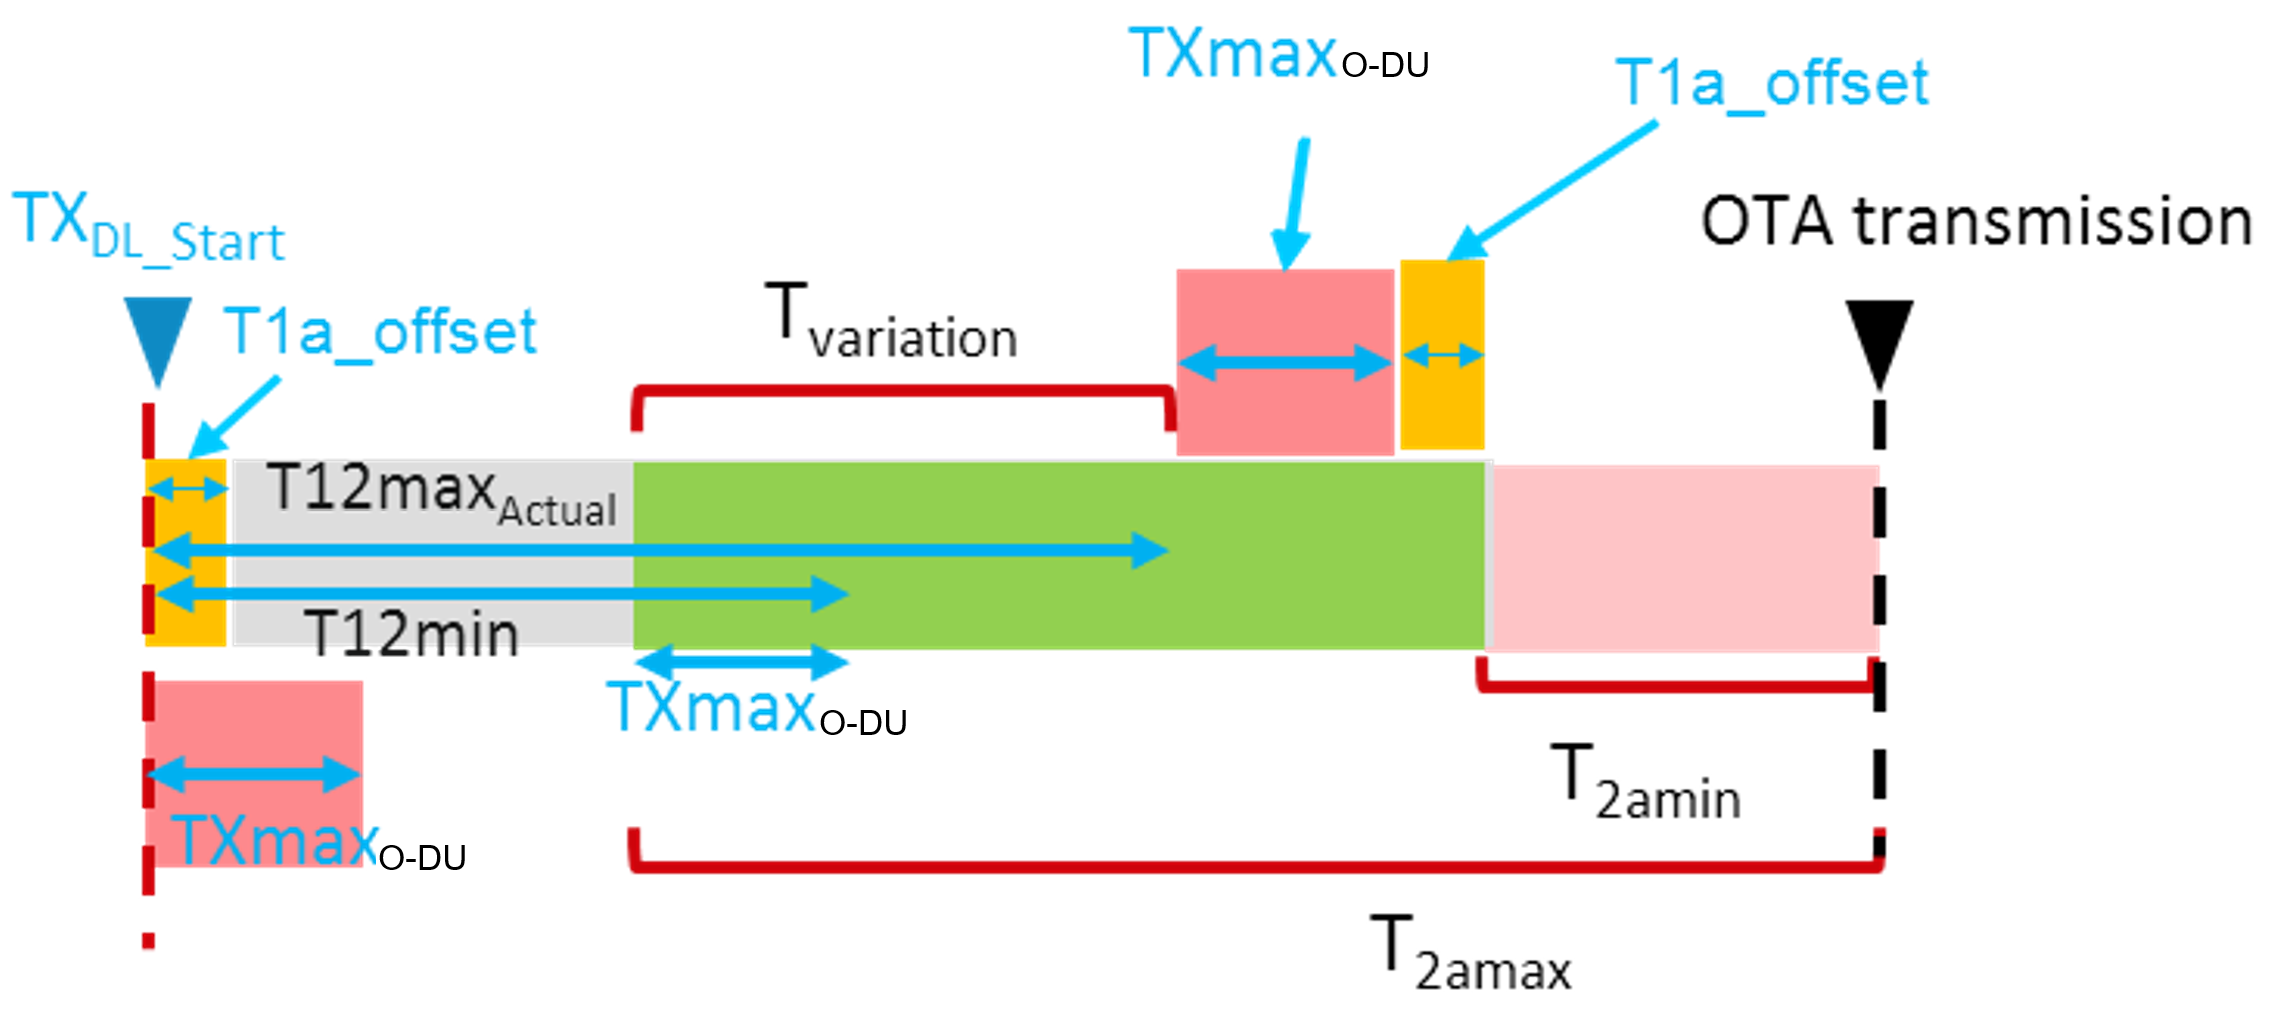 TXmaxO-DU
T1a_offset
TXDL_Start
OTA transmission
T1a_offset
Tvariation
T12maxActual
T12min
TXmaxO-DU
T2amin
TXmaxO-DU
T2amax